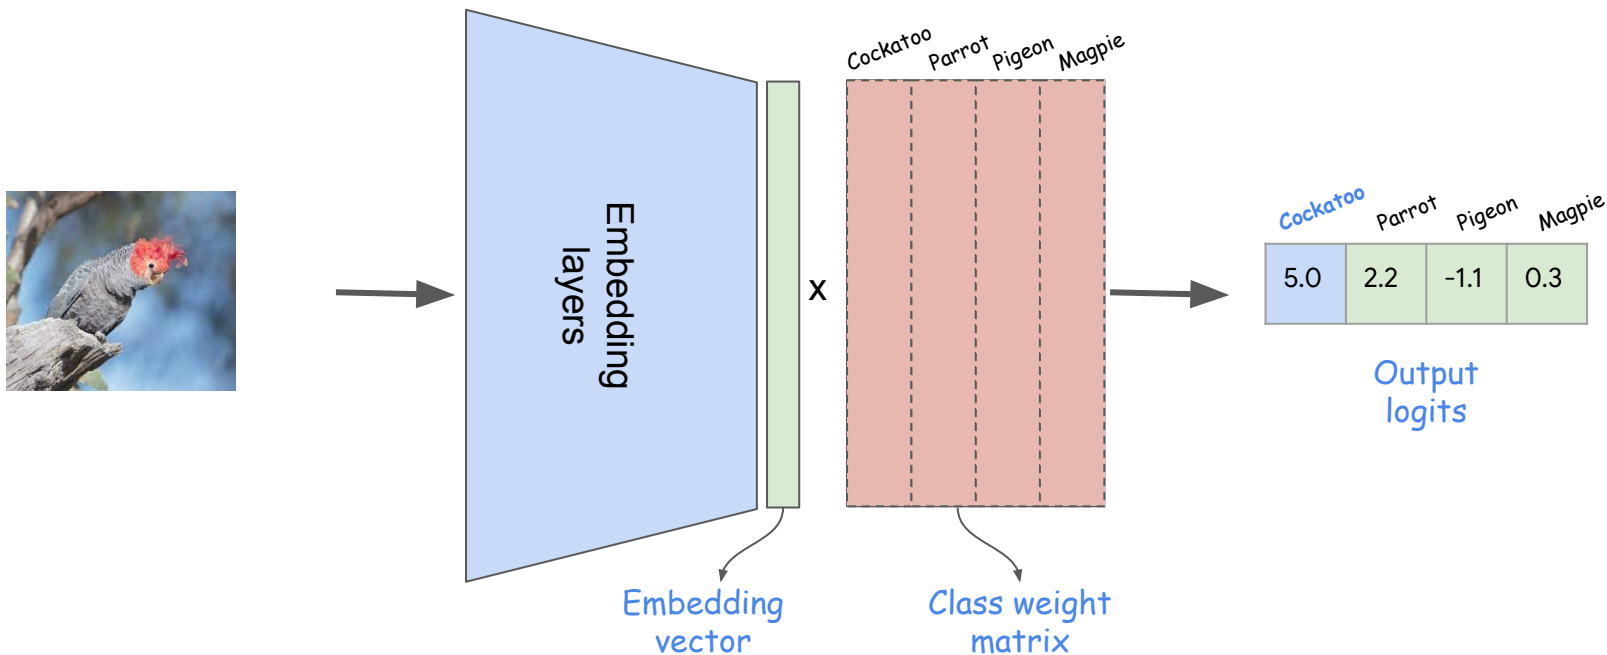 Cockatoo Parrot Pigeon Magpie
Embedding
layers
x
Cockatoo Parrot Pigeon Magpie
5.0 2.2 -1.1 0.3
Output
logits
Embedding
vector
Class weight
matrix